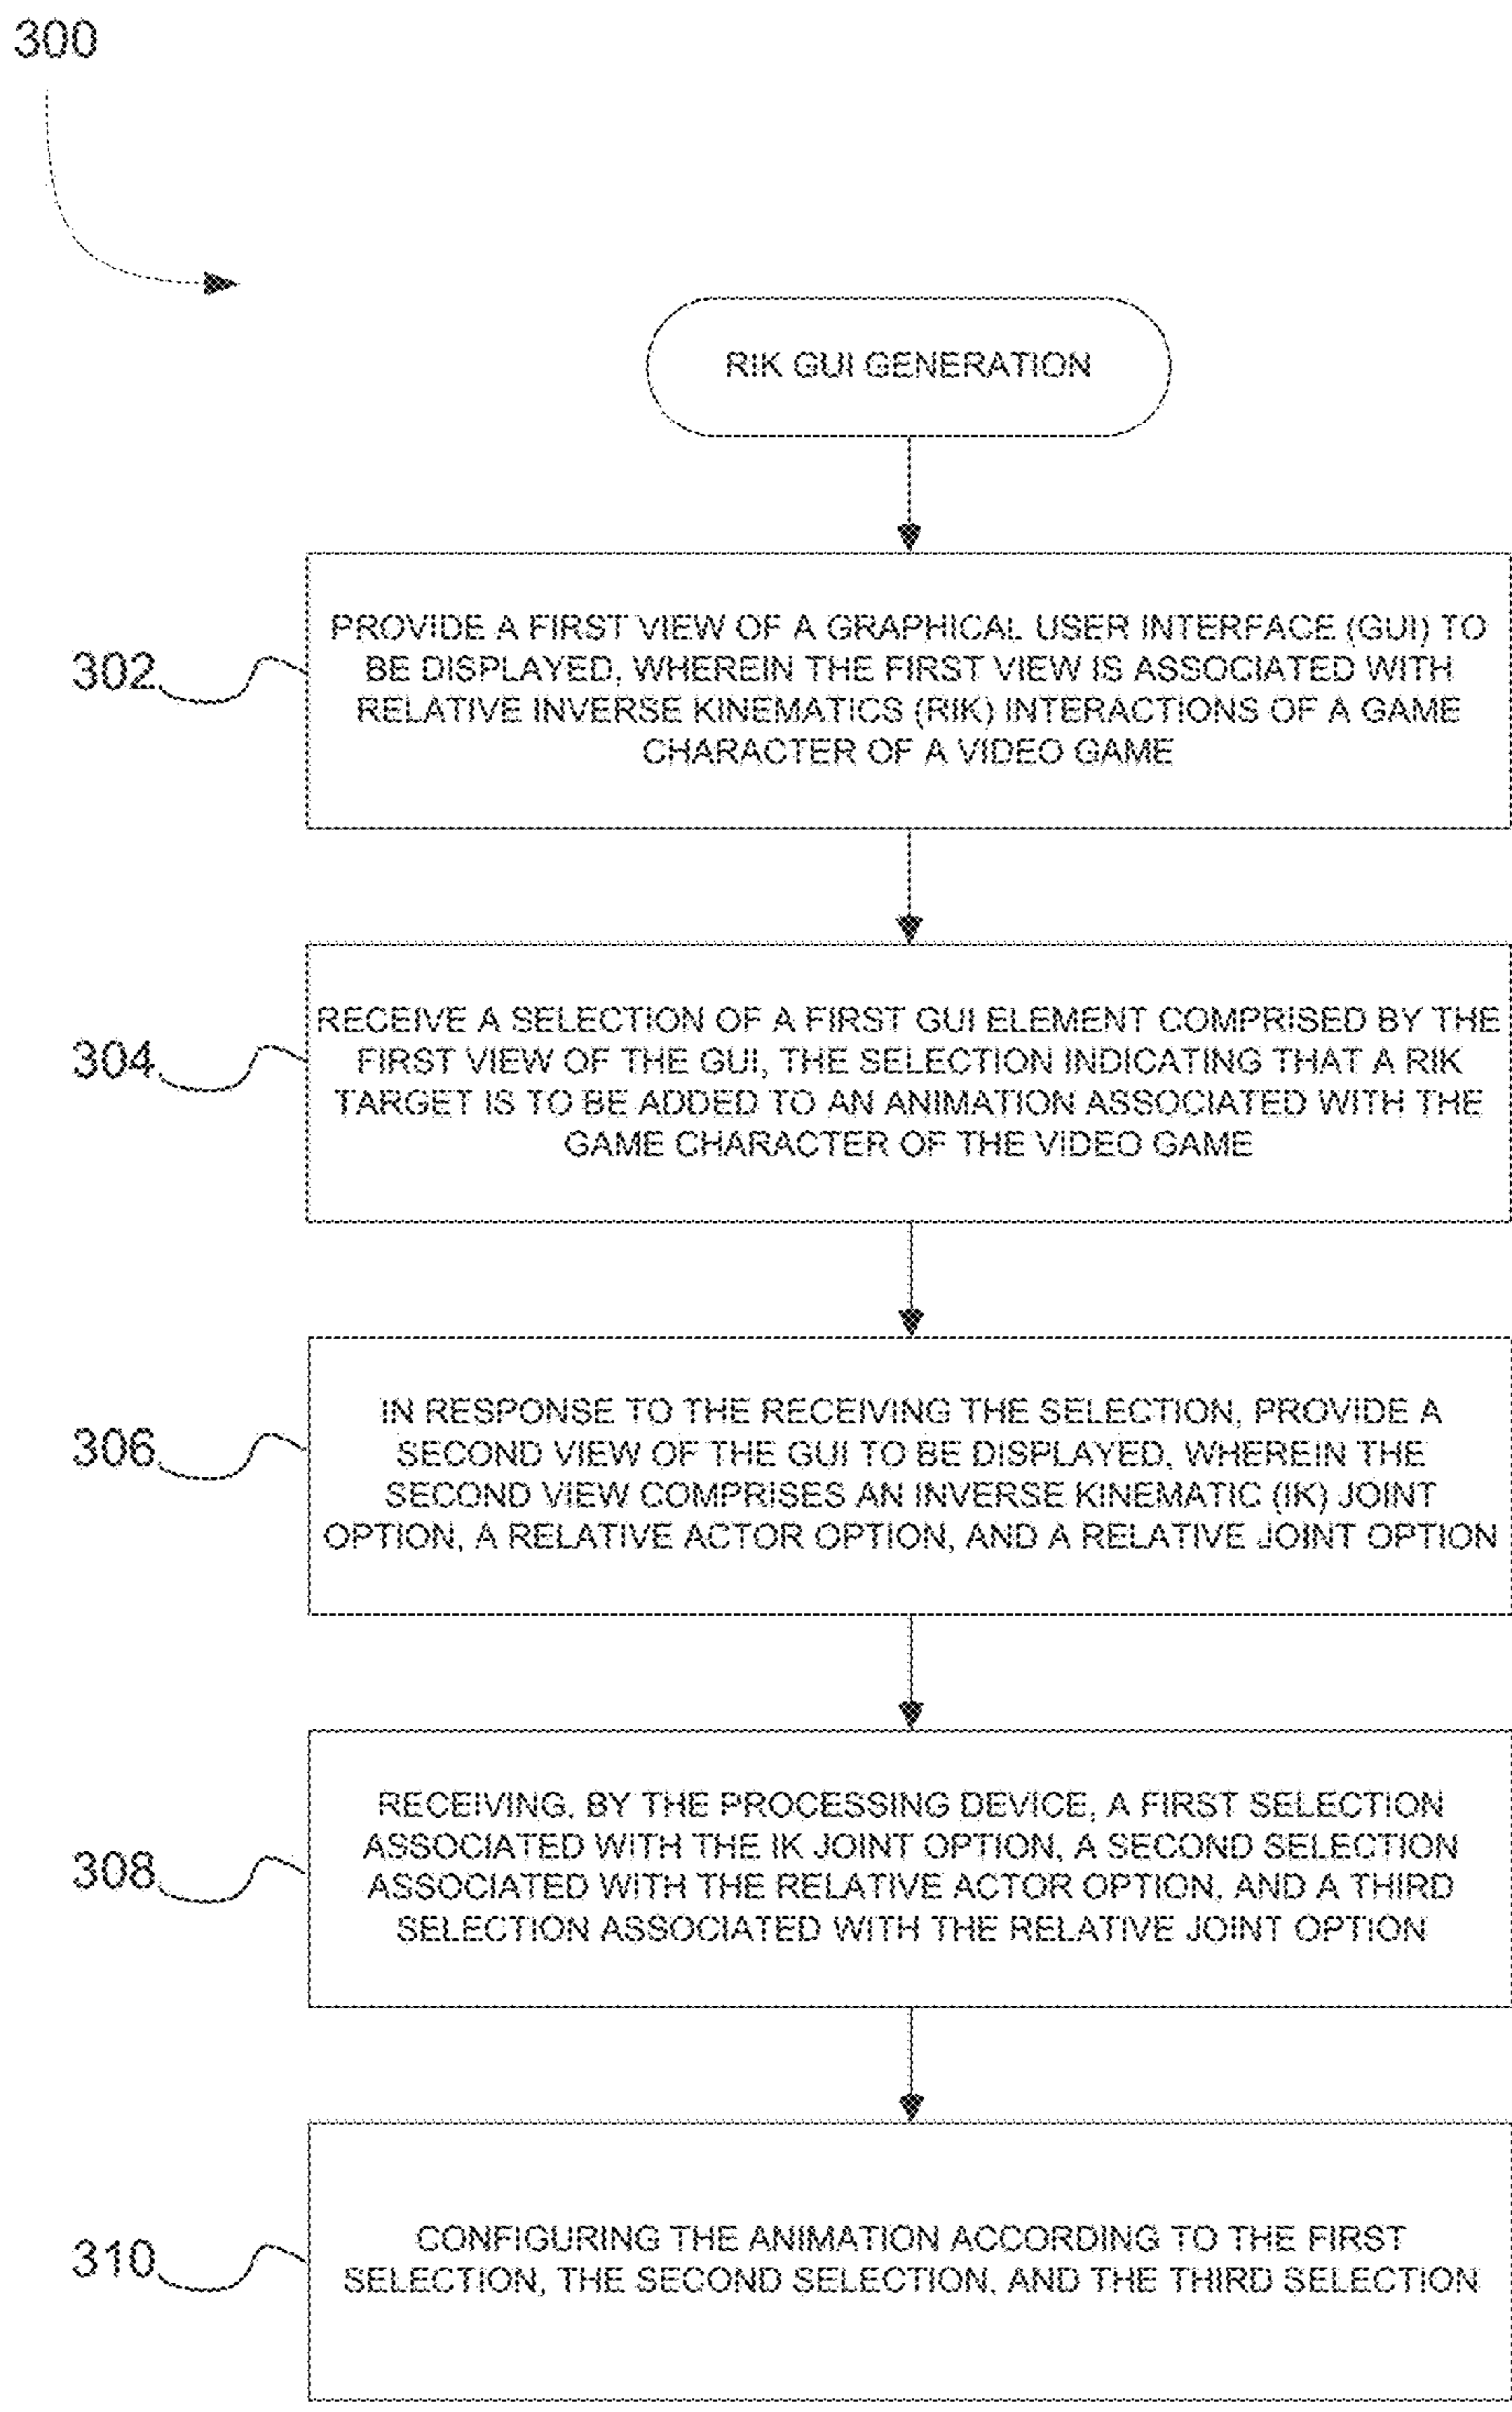 300
RIK GUI GENERATION
302
PROVIDE A FIRST VIEW OF A GRAPHICAL USER INTERFACE (GUI) TO
BE DISPLAYED, WHEREIN THE FIRST VIEW IS ASSOCIATED WITH
RELATIVE INVERSE KINEMATICS (RIK) INTERACTIONS OF A GAME
CHARACTER OF A VIDEO GAME
304
RECEIVE A SELECTION OF A FIRST GUI ELEMENT COMPRISED BY THE
FIRST VIEW OF THE GUI, THE SELECTION INDICATING THAT A RIK
TARGET IS TO BE ADDED TO AN ANIMATION ASSOCIATED WITH THE
GAME CHARACTER OF THE VIDEO GAME
306
IN RESPONSE TO THE RECEIVING THE SELECTION, PROVIDE A
SECOND VIEW OF THE GUI TO BE DISPLAYED, WHEREIN THE
SECOND VIEW COMPRISES AN INVERSE KINEMATIC (IK) JOINT
OPTION, A RELATIVE ACTOR OPTION, AND A RELATIVE JOINT OPTION
308
RECEIVING, BY THE PROCESSING DEVICE, A FIRST SELECTION
ASSOCIATED WITH THE IK JOINT OPTION, A SECOND SELECTION
ASSOCIATED WITH THE RELATIVE ACTOR OPTION, AND A THIRD
SELECTION ASSOCIATED WITH THE RELATIVE JOINT OPTION
310
CONFIGURING THE ANIMATION ACCORDING TO THE FIRST
SELECTION, THE SECOND SELECTION, AND THE THIRD SELECTION